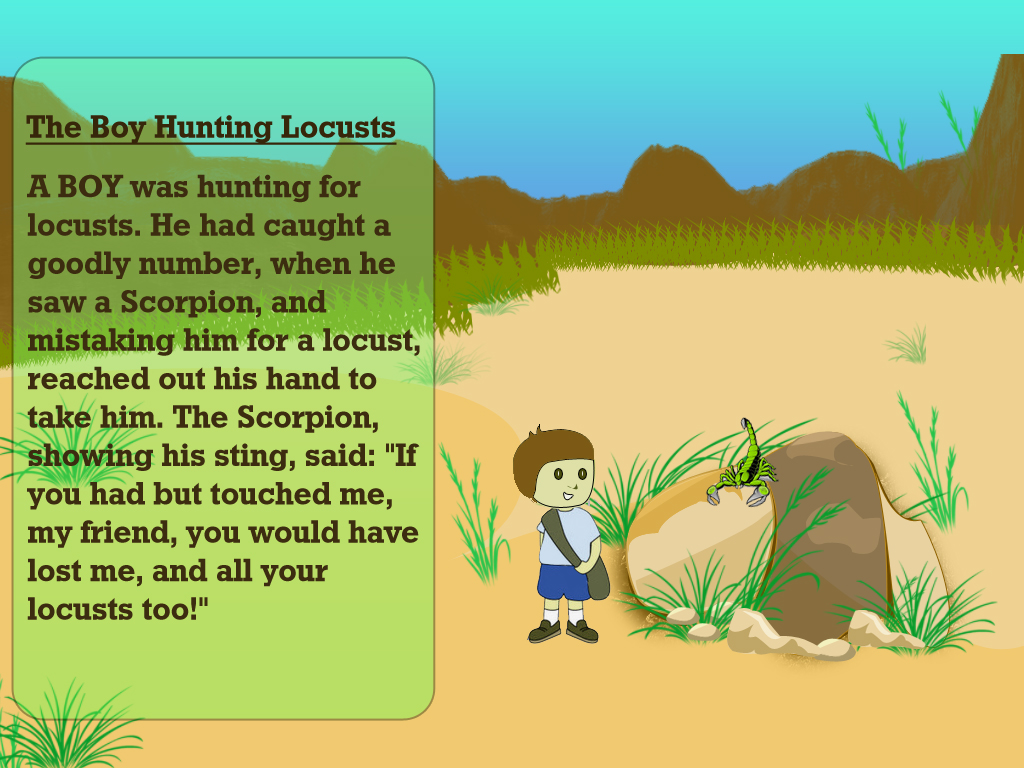 The Boy Hunting Locusts
A BOY was hunting for
locusts. He had caught a
goodly number, when he
saw a Scorpion, and
mistaking him for a locust,
reached out his hand to
take him. The Scorpion,
showing his sting, said: "If
you had but touched me,
my friend, you would have
lost me, and all your
locusts too!"